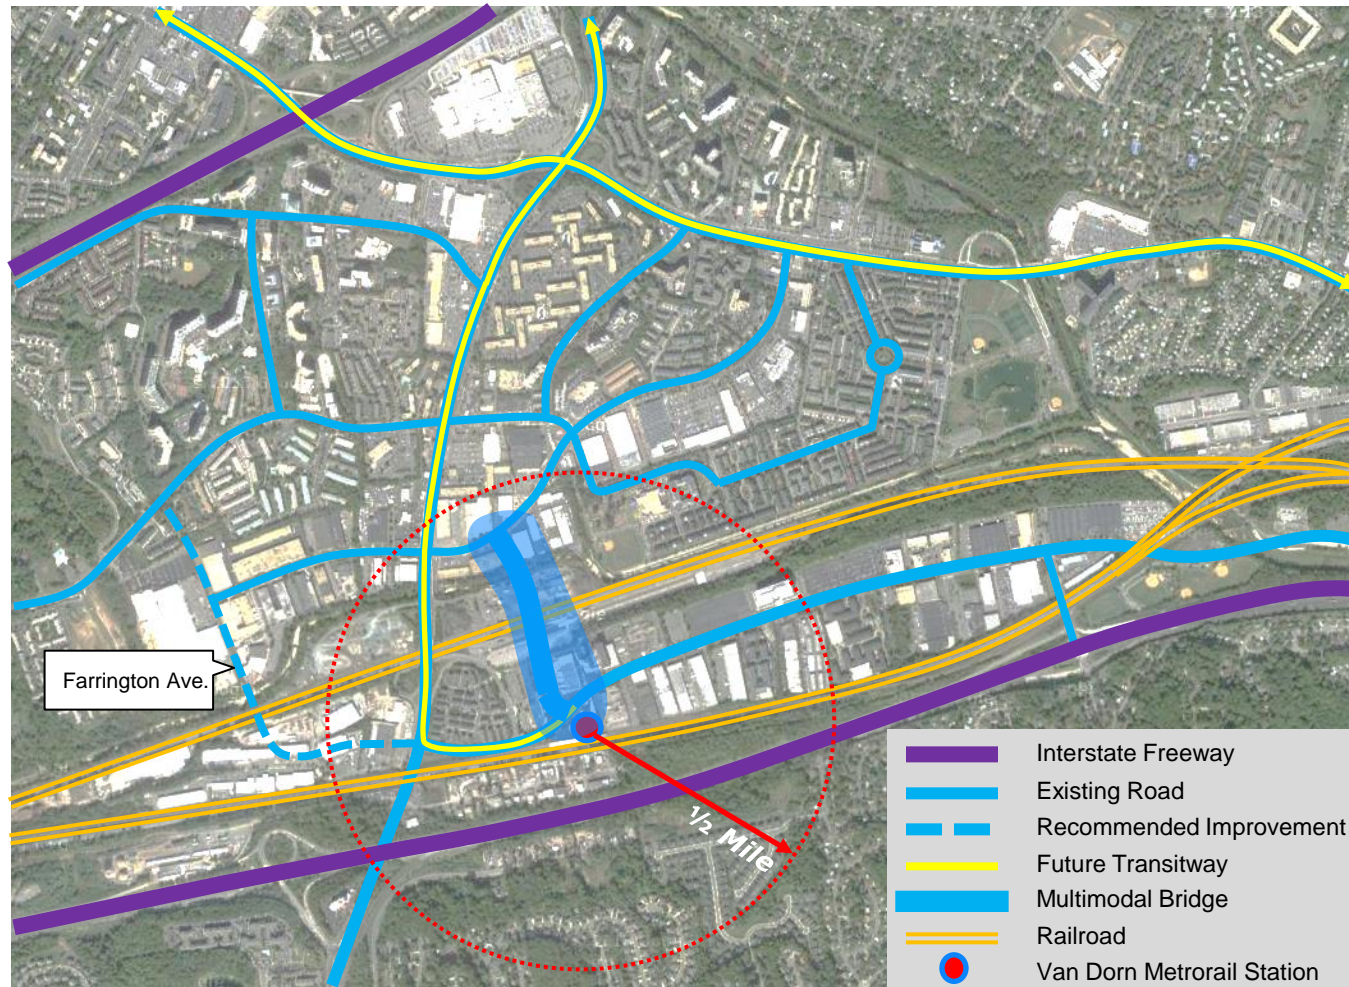 Farrington Ave.
½ Mile
Interstate Freeway
Existing Road
Recommended Improvement
Future Transitway
Multimodal Bridge
Railroad
Van Dorn Metrorail Station